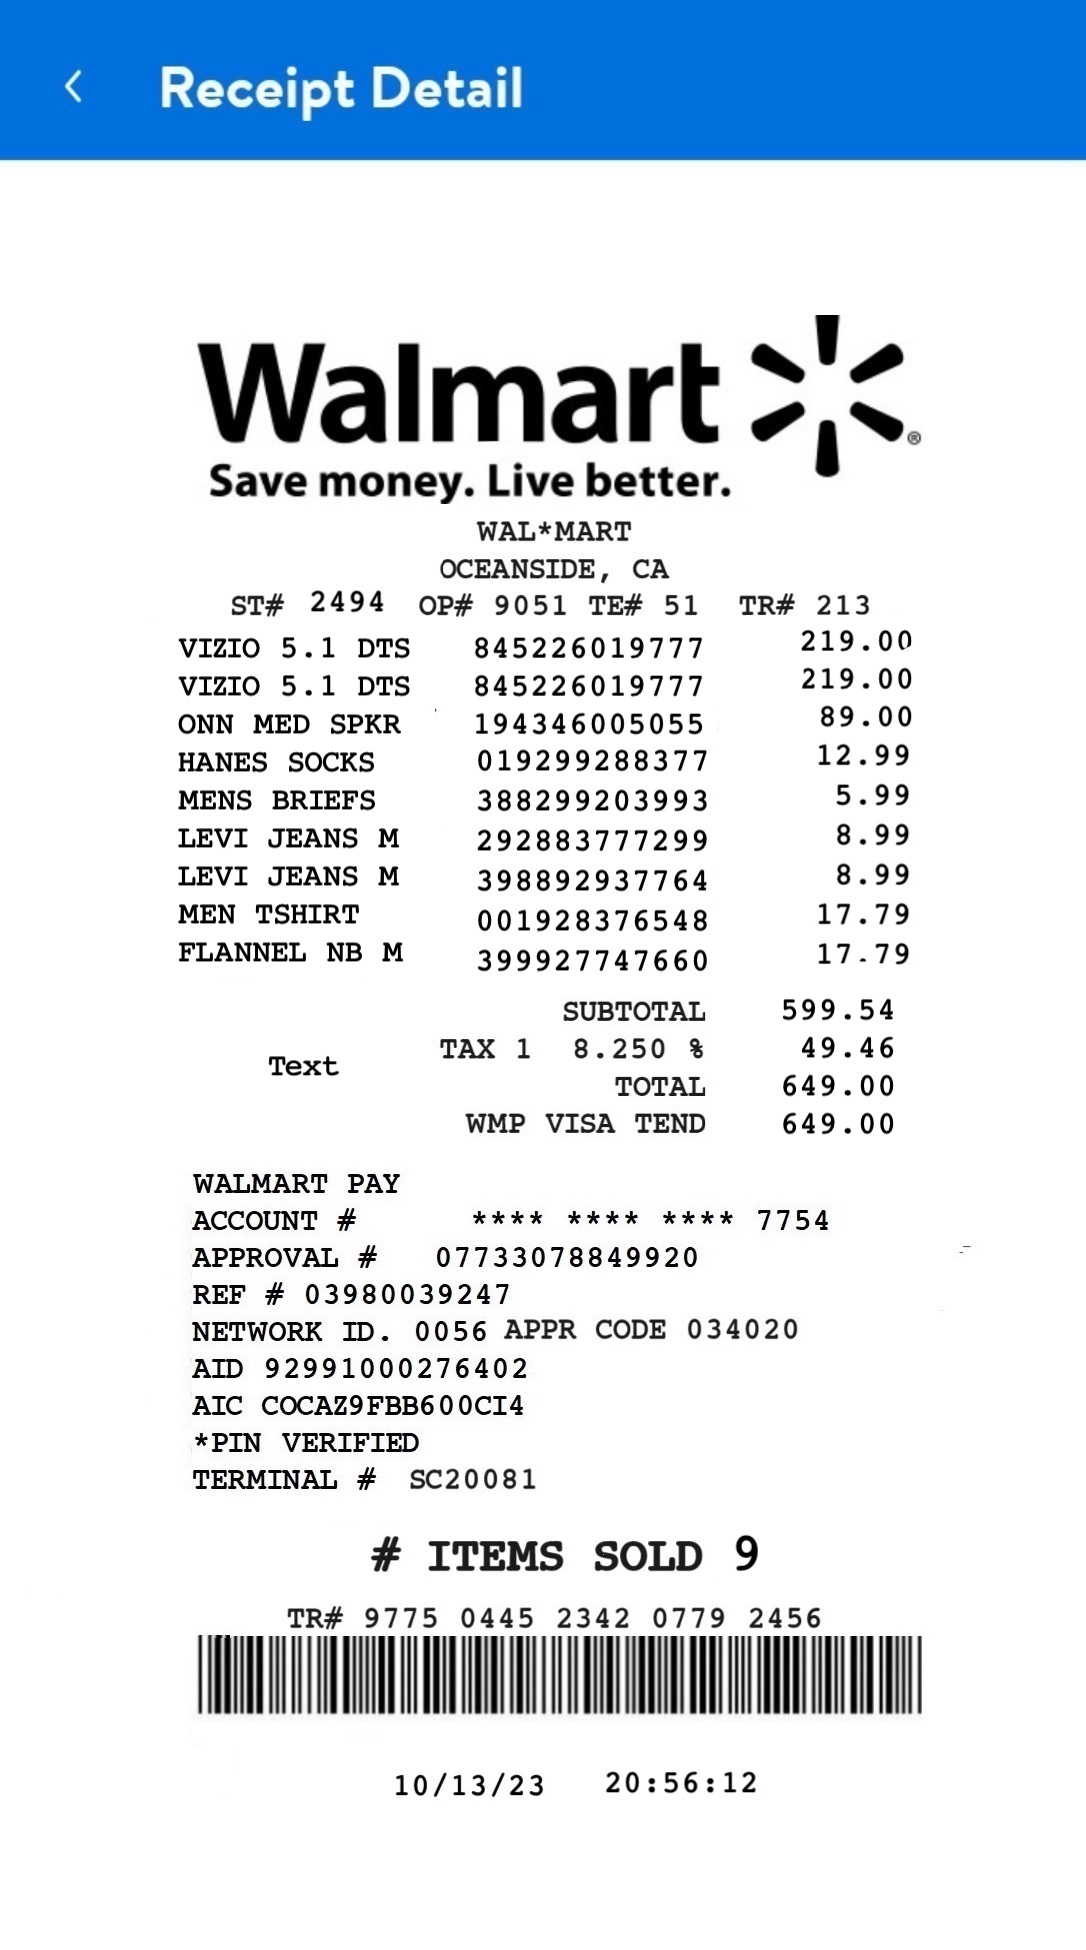 Receipt Detail
Walmart ®
Save money. Live better.
WAL*MART
OCEANSIDE, CA
ST# 2494 OP# 9051 TE# 51 TR# 213
VIZIO 5.1 DTS 845226019777 219.00
VIZIO 5.1 DTS 845226019777 219.00
ONN MED SPKR 194346005055 89.00
HANES SOCKS 019299288377 12.99
MENS BRIEFS 388299203993 5.99
LEVI JEANS M 292883777299 8.99
LEVI JEANS M 398892937764 8.99
MEN TSHIRT 001928376548 17.79
FLANNEL NB M 399927747660 17.79
SUBTOTAL 599.54
TAX 1 8.250 % 49.46
Text
TOTAL 649.00
WMP VISA TEND 649.00
WALMART PAY
ACCOUNT # **** **** **** 7754
APPROVAL # 07733078849920
REF # 03980039247
NETWORK ID. 0056 APPR CODE 034020
AID 92991000276402
AIC COCAZ9FBB600CI4
*PIN VERIFIED
TERMINAL # SC20081
# ITEMS SOLD 9
TR# 9775 0445 2342 0779 2456
10/13/23 20:56:12